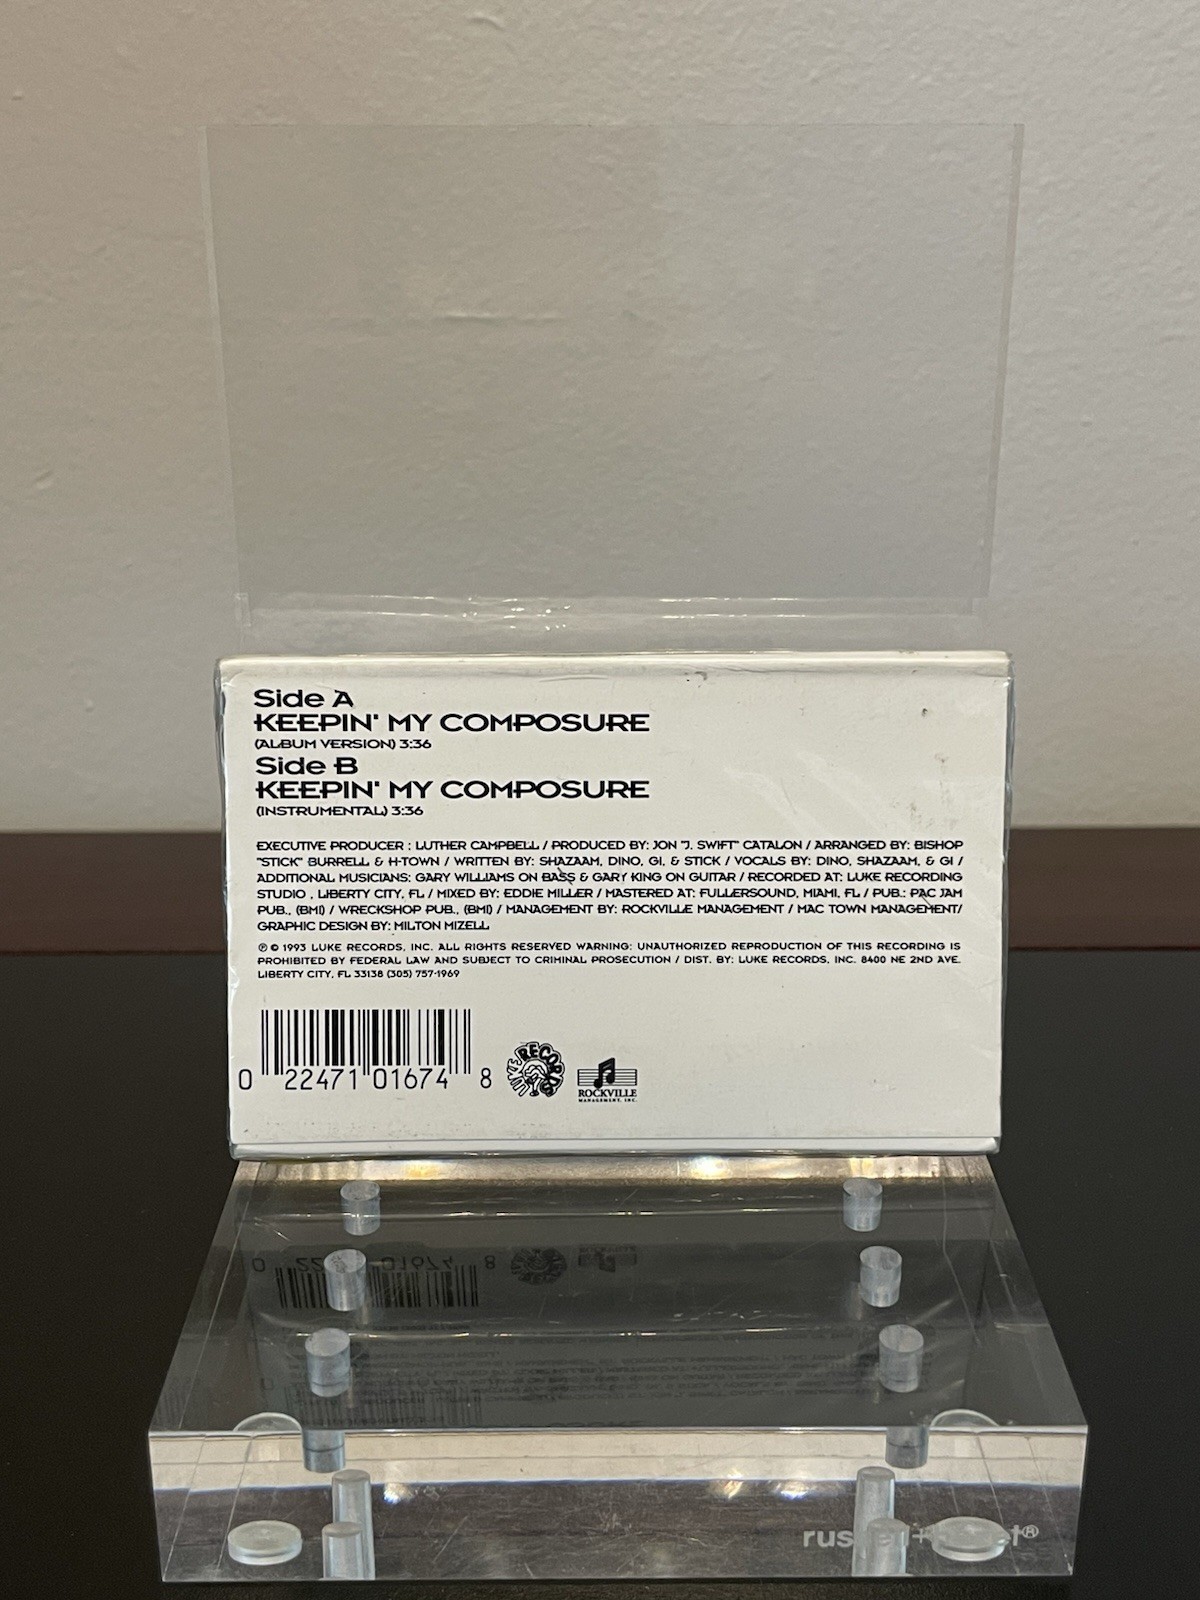 Side A
KEEPIN' MY COMPOSURE
(ALBUM VERSION) 3:36
Side B
KEEPIN' MY COMPOSURE
(INSTRUMENTAL) 3:36
EXECUTIVE PRODUCER : LUTHER CAMPBELL / PRODUCED BY: JON "J. SWIFT" CATALON / ARRANGED BY: BISHOP
"STICK" BURRELL & H-TOWN / WRITTEN BY: SHAZAAM, DINO, GI, & STICK / VOCALS BY: DINO, SHAZAAM, & GI /
ADDITIONAL MUSICIANS: GARY WILLIAMS ON BASS & GARY KING ON GUITAR / RECORDED AT: LUKE RECORDING
STUDIO , LIBERTY CITY, FL / MIXED BY: EDDIE MILLER / MASTERED AT: FULLERSOUND, MIAMI, FL / PUB.: PAC JAM
PUB., (BMI) / WRECKSHOP PUB., (BMI) / MANAGEMENT BY: ROCKVILLE MANAGEMENT / MAC TOWN MANAGEMENT/
GRAPHIC DESIGN BY: MILTON MIZELL
℗ © 1993 LUKE RECORDS, INC. ALL RIGHTS RESERVED WARNING: UNAUTHORIZED REPRODUCTION OF THIS RECORDING IS
PROHIBITED BY FEDERAL LAW AND SUBJECT TO CRIMINAL PROSECUTION / DIST. BY: LUKE RECORDS, INC. 8400 NE 2ND AVE.
LIBERTY CITY, FL 33138 (305) 757-1969
0 22471 01674 8
LUKE RECORDS
ROCKVILLE
MANAGEMENT, INC.